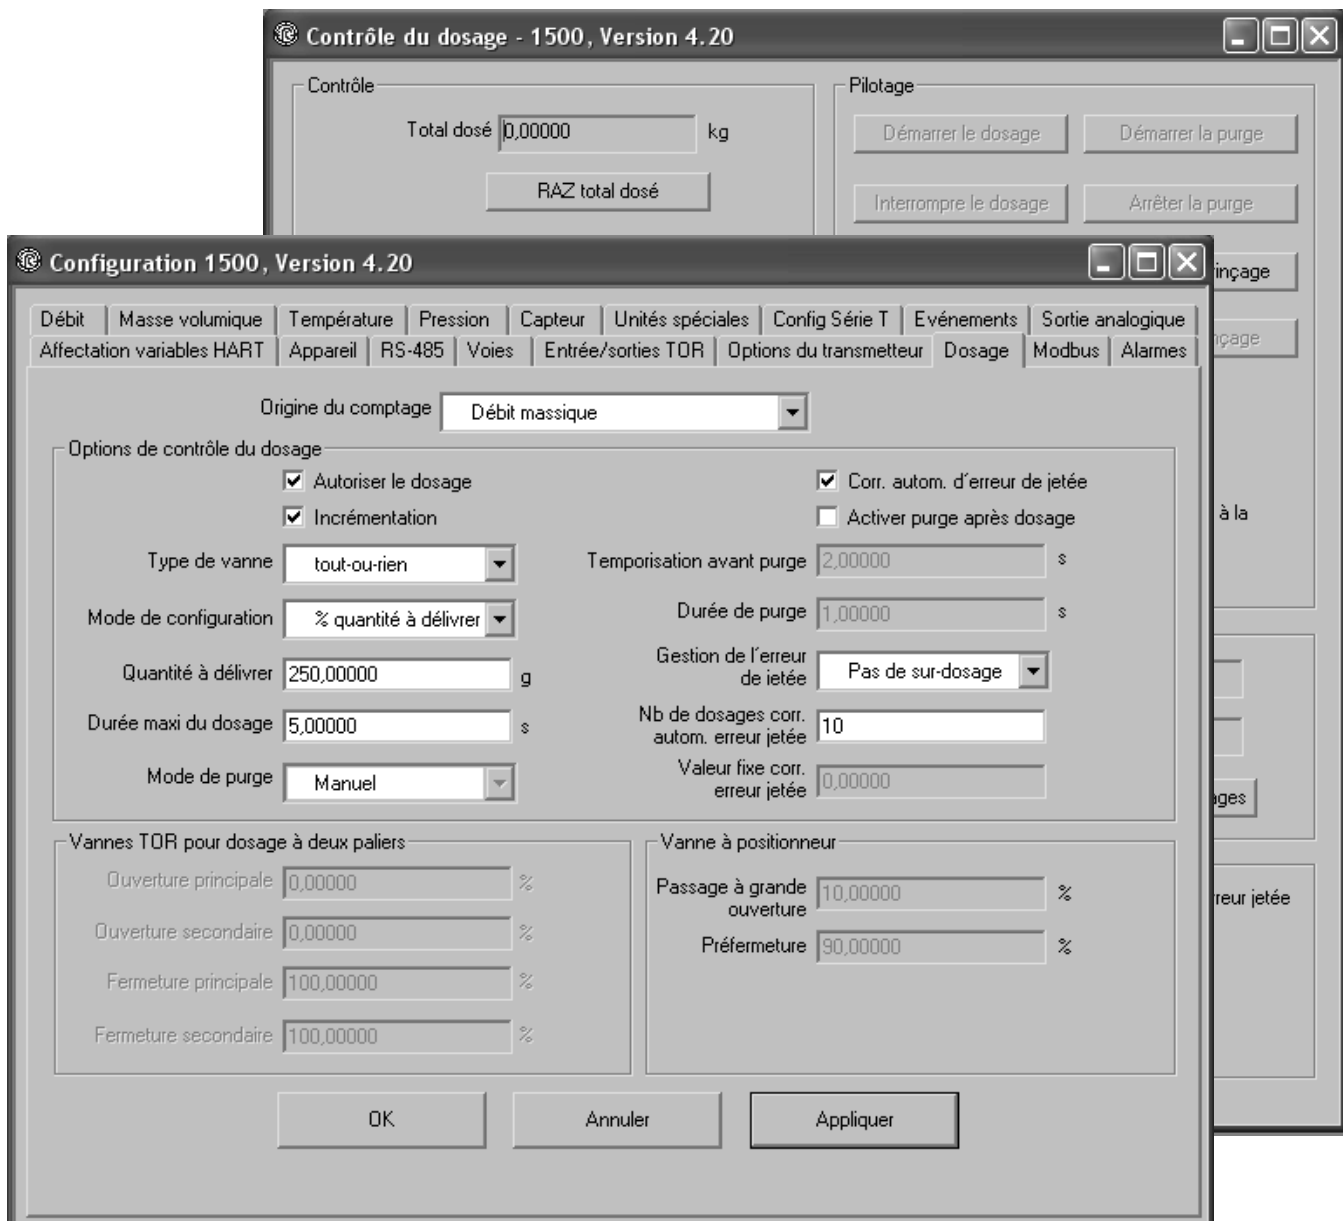 Contrôle du dosage - 1500, Version 4.20
Contrôle
Total dosé 0,00000 kg
RAZ total dosé
Pilotage
Démarrer le dosage
Démarrer la purge
Interrompre le dosage
Arrêter la purge
inçage
nçage
à la
ages
rreur jetée
Configuration 1500, Version 4.20
Débit Masse volumique Température Pression Capteur Unités spéciales Config Série T Evénements Sortie analogique
Affectation variables HART Appareil RS-485 Voies Entrée/sorties TOR Options du transmetteur Dosage Modbus Alarmes
Origine du comptage Débit massique
Options de contrôle du dosage
Autoriser le dosage
Incrémentation
Type de vanne tout-ou-rien
Mode de configuration % quantité à délivrer
Quantité à délivrer 250,00000 g
Durée maxi du dosage 5,00000 s
Mode de purge Manuel
Corr. autom. d´erreur de jetée
Activer purge après dosage
Temporisation avant purge 2,00000 s
Durée de purge 1,00000 s
Gestion de l´erreur
de jetée Pas de sur-dosage
Nb de dosages corr.
autom. erreur jetée 10
Valeur fixe corr.
erreur jetée 0,00000
Vannes TOR pour dosage à deux paliers
Ouverture principale 0,00000 %
Ouverture secondaire 0,00000 %
Fermeture principale 100,00000 %
Fermeture secondaire 100,00000 %
Vanne à positionneur
Passage à grande
ouverture 10,00000 %
Préfermeture 90,00000 %
OK
Annuler
Appliquer